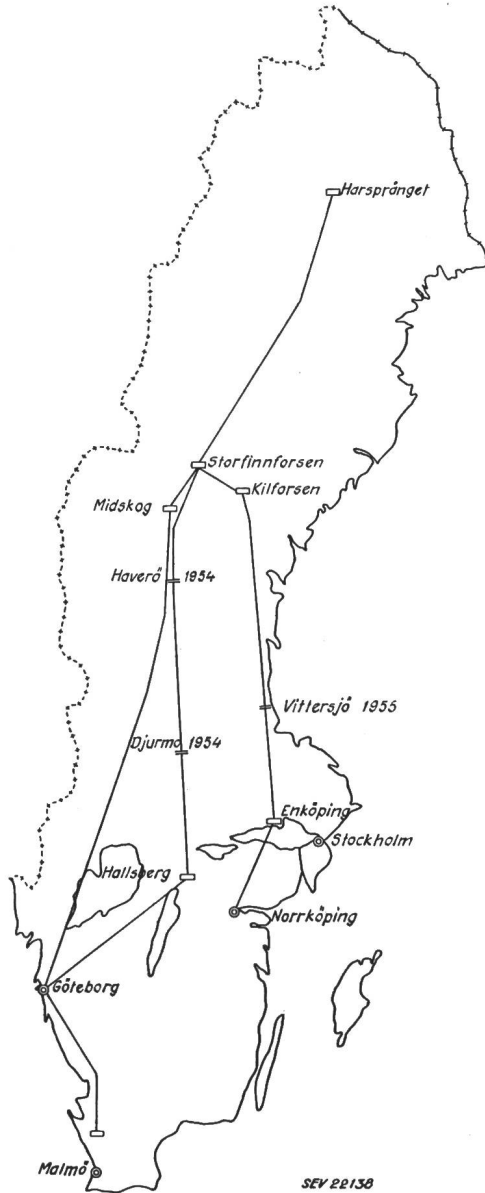 Harsprånget
Storfinnforsen
Kilforsen
Midskog
Haverö 1954
Vittersjö 1955
Djurmo 1954
Enköping
Stockholm
Hallsberg
Norrköping
Göteborg
Malmö
SEV 22138